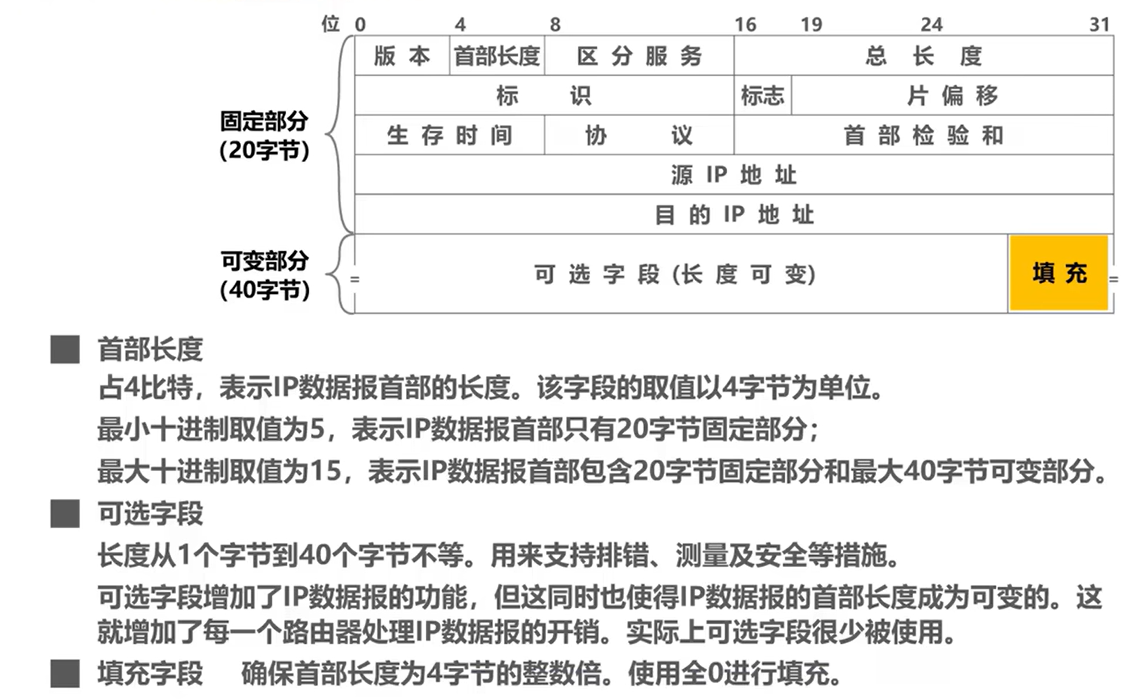 位 0 4 8 16 19 24 31
版本 首部长度 区分服务 总长度
标识 标志 片偏移
固定部分
(20字节)
生存时间 协议 首部检验和
源IP地址
目的IP地址
可变部分
(40字节)
可选字段(长度可变) 填充
首部长度
占4比特，表示IP数据报首部的长度。该字段的取值以4字节为单位。
最小十进制取值为5，表示IP数据报首部只有20字节固定部分；
最大十进制取值为15，表示IP数据报首部包含20字节固定部分和最大40字节可变部分。
可选字段
长度从1个字节到40个字节不等。用来支持排错、测量及安全等措施。
可选字段增加了IP数据报的功能，但这同时也使得IP数据报的首部长度成为可变的。这
就增加了每一个路由器处理IP数据报的开销。实际上可选字段很少被使用。
填充字段 确保首部长度为4字节的整数倍。使用全0进行填充。